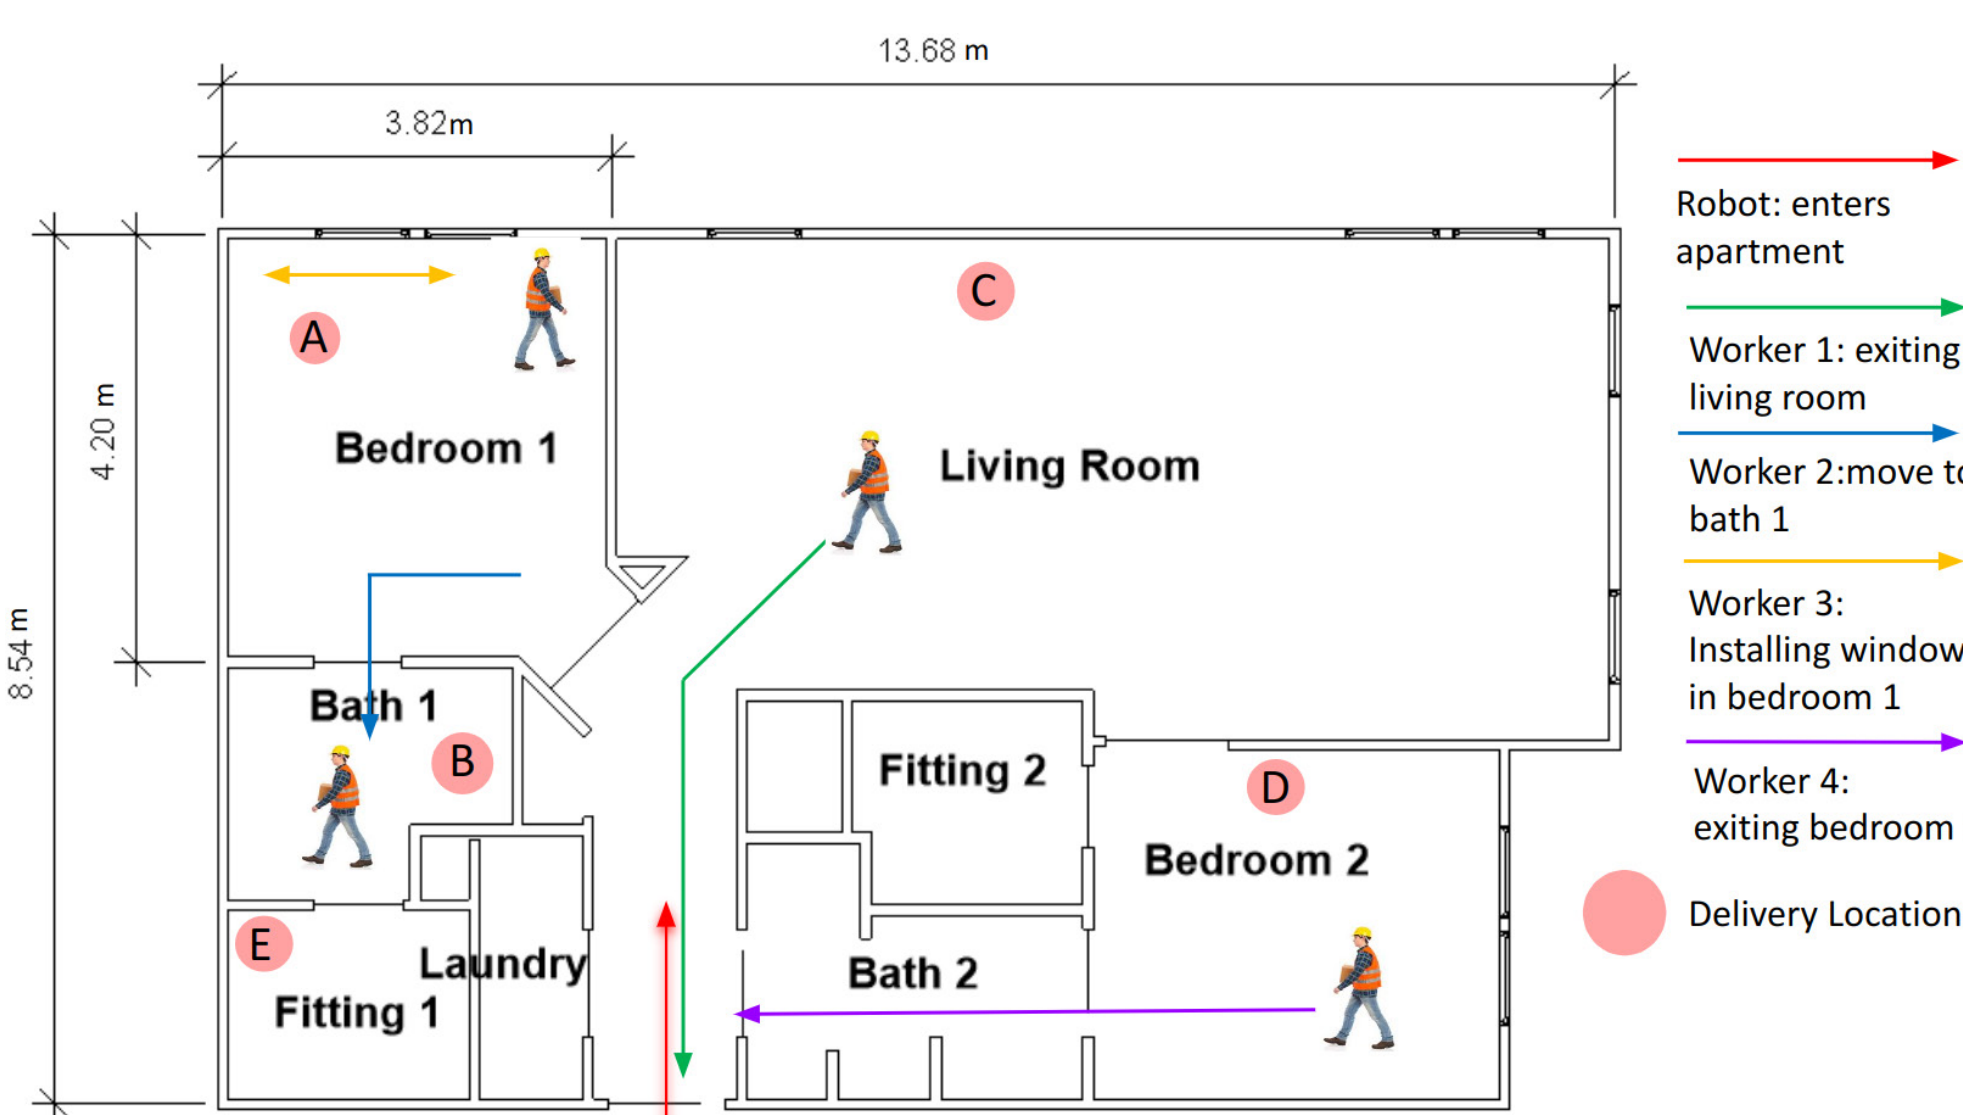 13.68 m
3.82m
4.20 m
8.54 m
A
C
Bedroom 1
Living Room
Bath 1
B
Fitting 2
D
Bedroom 2
E
Laundry
Fitting 1
Bath 2
Robot: enters
apartment
Worker 1: exiting
living room
Worker 2:move to
bath 1
Worker 3:
Installing window
in bedroom 1
Worker 4:
exiting bedroom
Delivery Location